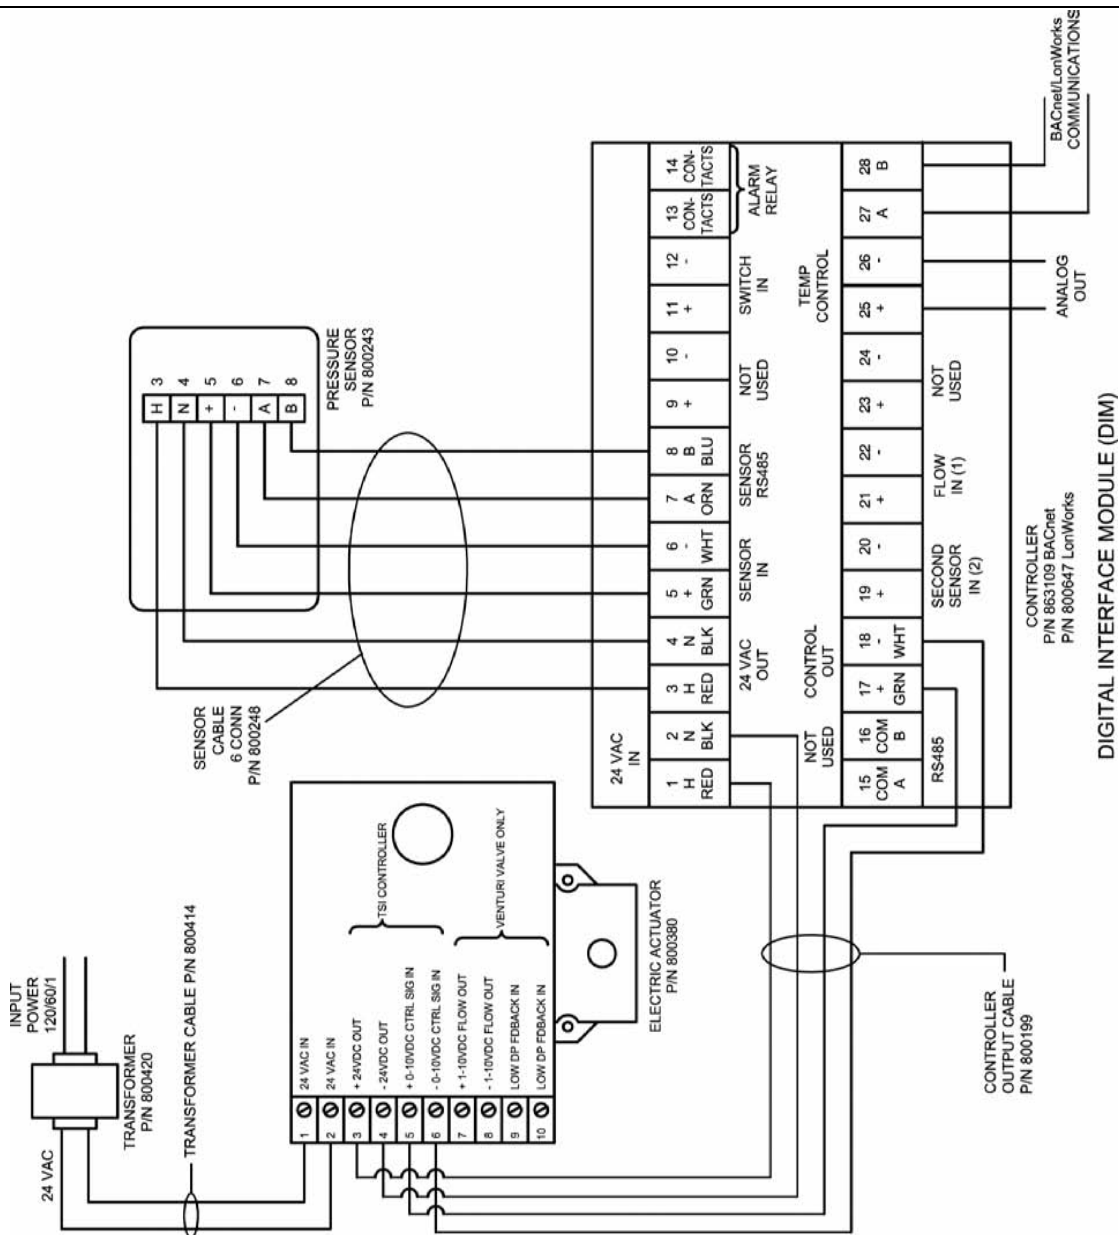 INPUT
POWER
120/60/1
TRANSFORMER
P/N 800420
24 VAC
TRANSFORMER CABLE P/N 800414
1 24 VAC IN
2 24 VAC IN
3 + 24VDC OUT
4 - 24VDC OUT
5 + 0-10VDC CTRL SIG IN
6 - 0-10VDC CTRL SIG IN
7 + 1-10VDC FLOW OUT
8 - 1-10VDC FLOW OUT
9 LOW DP FDBACK IN
10 LOW DP FDBACK IN
TSI CONTROLLER
VENTURI VALVE ONLY
ELECTRIC ACTUATOR
P/N 800380
SENSOR
CABLE
6 CONN
P/N 800248
H 3
N 4
+ 5
- 6
A 7
B 8
PRESSURE
SENSOR
P/N 800243
24 VAC
IN
1 H RED
2 N BLK
3 H RED
4 N BLK
5 + GRN
6 - WHT
7 A ORN
8 B BLU
9 +
10 -
11 +
12 -
13 CON-
TACTS
14 CON-
TACTS
24 VAC
OUT
SENSOR
IN
SENSOR
RS485
NOT
USED
SWITCH
IN
ALARM
RELAY
NOT
USED
CONTROL
OUT
TEMP
CONTROL
15 COM A
16 COM B
17 + GRN
18 - WHT
19 +
20 -
21 +
22 -
23 +
24 -
25 +
26 -
27 A
28 B
RS485
SECOND
SENSOR
IN (2)
FLOW
IN (1)
NOT
USED
ANALOG
OUT
BACnet/LonWorks
COMMUNICATIONS
CONTROLLER
OUTPUT CABLE
P/N 800199
CONTROLLER
P/N 863109 BACnet
P/N 800647 LonWorks
DIGITAL INTERFACE MODULE (DIM)